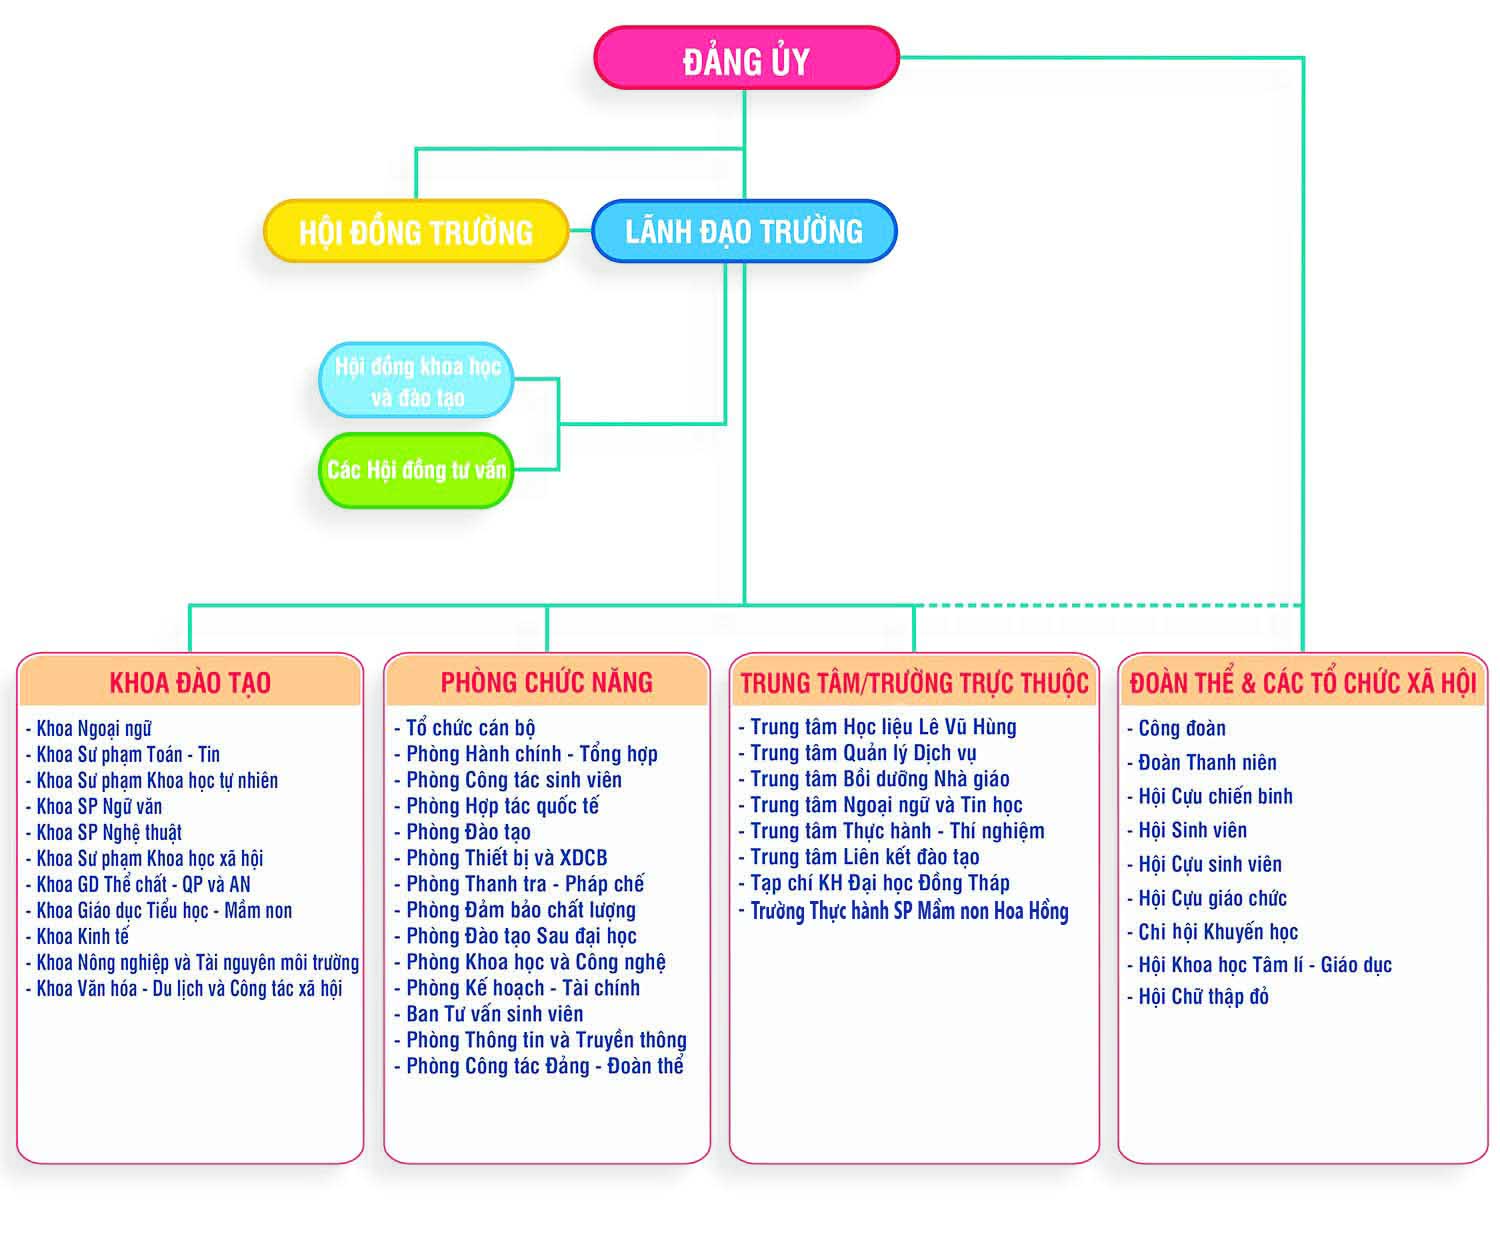 ĐẢNG ỦY
HỘI ĐỒNG TRƯỜNG
LÃNH ĐẠO TRƯỜNG
Hội đồng khoa học
và đào tạo
Các Hội đồng tư vấn
KHOA ĐÀO TẠO
- Khoa Ngoại ngữ
- Khoa Sư phạm Toán - Tin
- Khoa Sư phạm Khoa học tự nhiên
- Khoa SP Ngữ văn
- Khoa SP Nghệ thuật
- Khoa Sư phạm Khoa học xã hội
- Khoa GD Thể chất - QP và AN
- Khoa Giáo dục Tiểu học - Mầm non
- Khoa Kinh tế
- Khoa Nông nghiệp và Tài nguyên môi trường
- Khoa Văn hóa - Du lịch và Công tác xã hội
PHÒNG CHỨC NĂNG
- Tổ chức cán bộ
- Phòng Hành chính - Tổng hợp
- Phòng Công tác sinh viên
- Phòng Hợp tác quốc tế
- Phòng Đào tạo
- Phòng Thiết bị và XDCB
- Phòng Thanh tra - Pháp chế
- Phòng Đảm bảo chất lượng
- Phòng Đào tạo Sau đại học
- Phòng Khoa học và Công nghệ
- Phòng Kế hoạch - Tài chính
- Ban Tư vấn sinh viên
- Phòng Thông tin và Truyền thông
- Phòng Công tác Đảng - Đoàn thể
TRUNG TÂM/TRƯỜNG TRỰC THUỘC
- Trung tâm Học liệu Lê Vũ Hùng
- Trung tâm Quản lý Dịch vụ
- Trung tâm Bồi dưỡng Nhà giáo
- Trung tâm Ngoại ngữ và Tin học
- Trung tâm Thực hành - Thí nghiệm
- Trung tâm Liên kết đào tạo
- Tạp chí KH Đại học Đồng Tháp
- Trường Thực hành SP Mầm non Hoa Hồng
ĐOÀN THỂ & CÁC TỔ CHỨC XÃ HỘI
- Công đoàn
- Đoàn Thanh niên
- Hội Cựu chiến binh
- Hội Sinh viên
- Hội Cựu sinh viên
- Hội Cựu giáo chức
- Chi hội Khuyến học
- Hội Khoa học Tâm lí - Giáo dục
- Hội Chữ thập đỏ